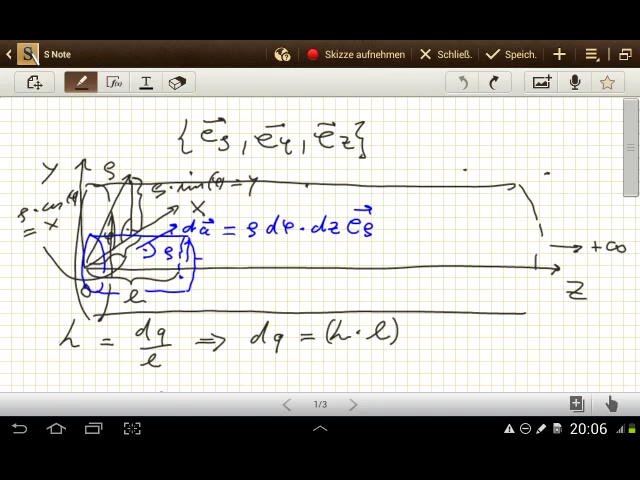 S Note
Skizze aufnehmen
Schließ.
Speich.
f(x)
T
{e⃗ρ, e⃗φ, e⃗z}
Y ρ
ρ·sin(φ) = Y
ρ·cos(φ)
= X
X
da⃗ = ρ dφ · dz e⃗ρ
ρ
→ +∞
0
l
Z
h = dq/l ⇒ dq = (h·l)
1/3
20:06